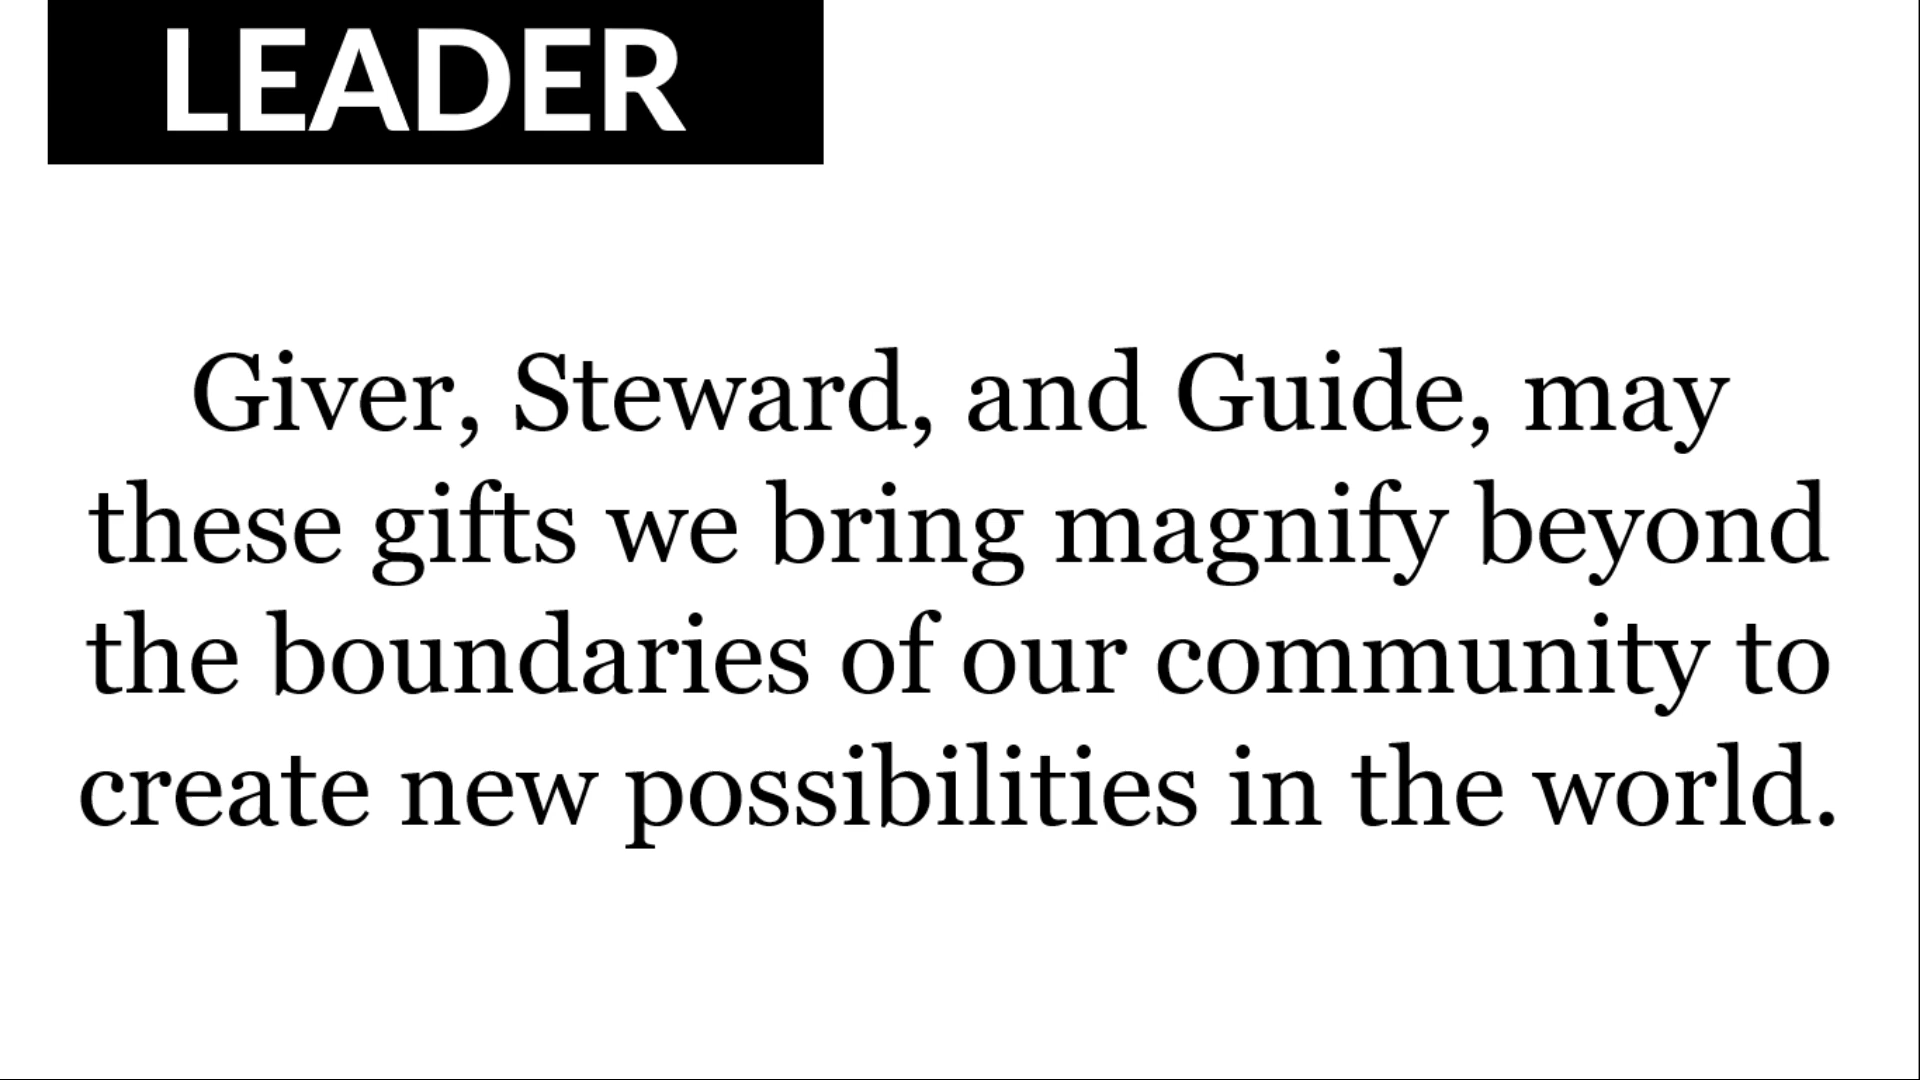 LEADER
Giver, Steward, and Guide, may
these gifts we bring magnify beyond
the boundaries of our community to
create new possibilities in the world.